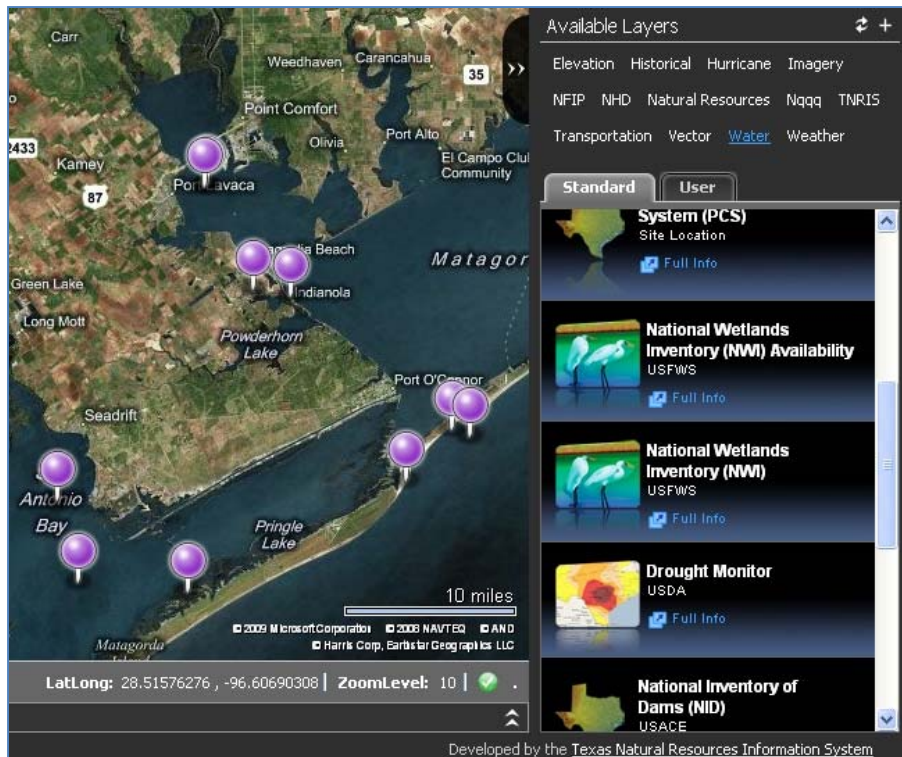 Carr
Weedhaven
Carancahua
35
Point Comfort
2433
Kamey
Olivia
Port Alto
El Campo Clu
Community
87
Port Lavaca
Beach
Matagor
Green Lake
Indianola
Long Mott
Powderhorn
Lake
Port O'Connor
Seadrift
Antonio
Bay
Pringle
Lake
10 miles
© 2009 Microsoft Corporation © 2008 NAVTEQ © AND
© Harris Corp, Earthstar Geographics LLC
Matagorda
LatLong: 28.51576276 , -96.60690308 | ZoomLevel: 10 | .
Available Layers
Elevation Historical Hurricane Imagery
NFIP NHD Natural Resources Nqqq TNRIS
Transportation Vector Water Weather
Standard User
System (PCS)
Site Location
Full Info
National Wetlands
Inventory (NWI) Availability
USFWS
Full Info
National Wetlands
Inventory (NWI)
USFWS
Full Info
Drought Monitor
USDA
Full Info
National Inventory of
Dams (NID)
USACE
Developed by the Texas Natural Resources Information System